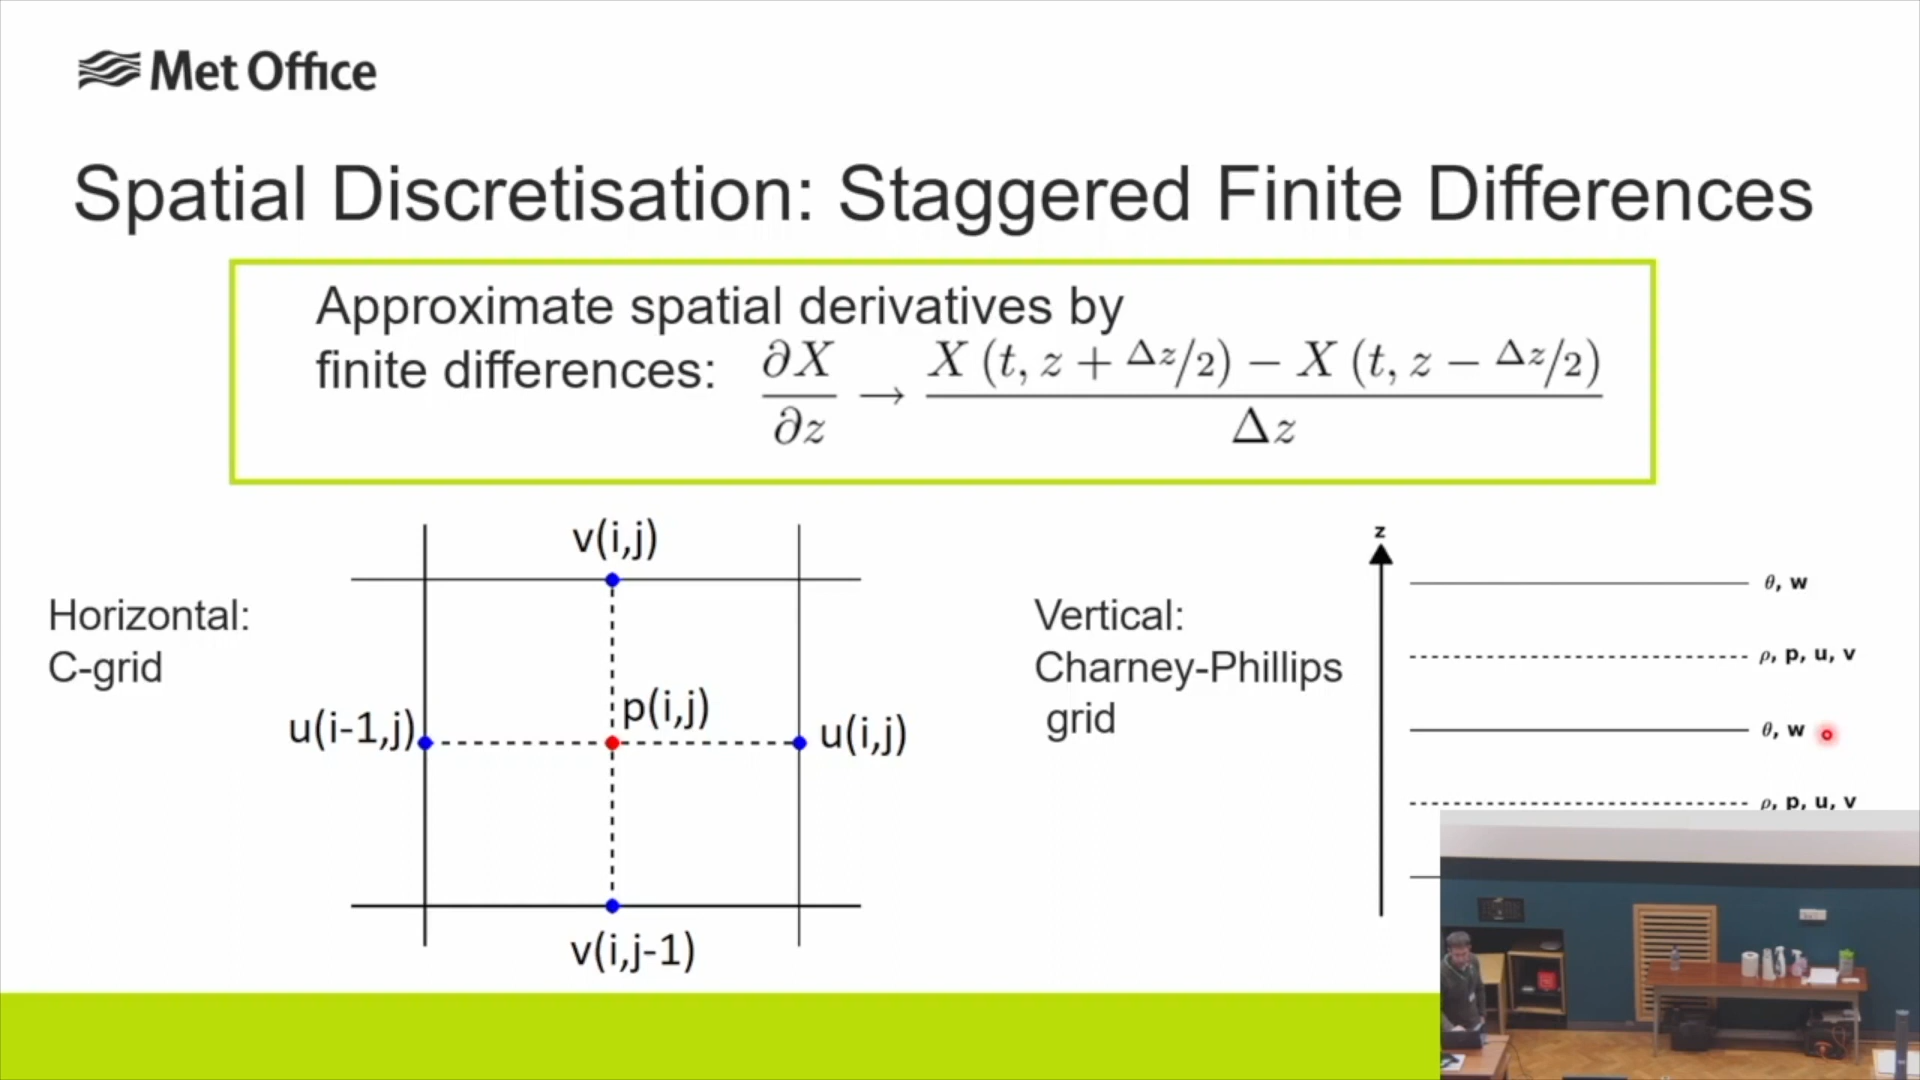 Met Office
Spatial Discretisation: Staggered Finite Differences
Approximate spatial derivatives by
finite differences: ∂X/∂z → (X (t, z + Δz/2) − X (t, z − Δz/2))/Δz
Horizontal:
C-grid
v(i,j)
u(i-1,j)
p(i,j)
u(i,j)
v(i,j-1)
Vertical:
Charney-Phillips
grid
z
θ, w
ρ, p, u, v
θ, w
ρ, p, u, v